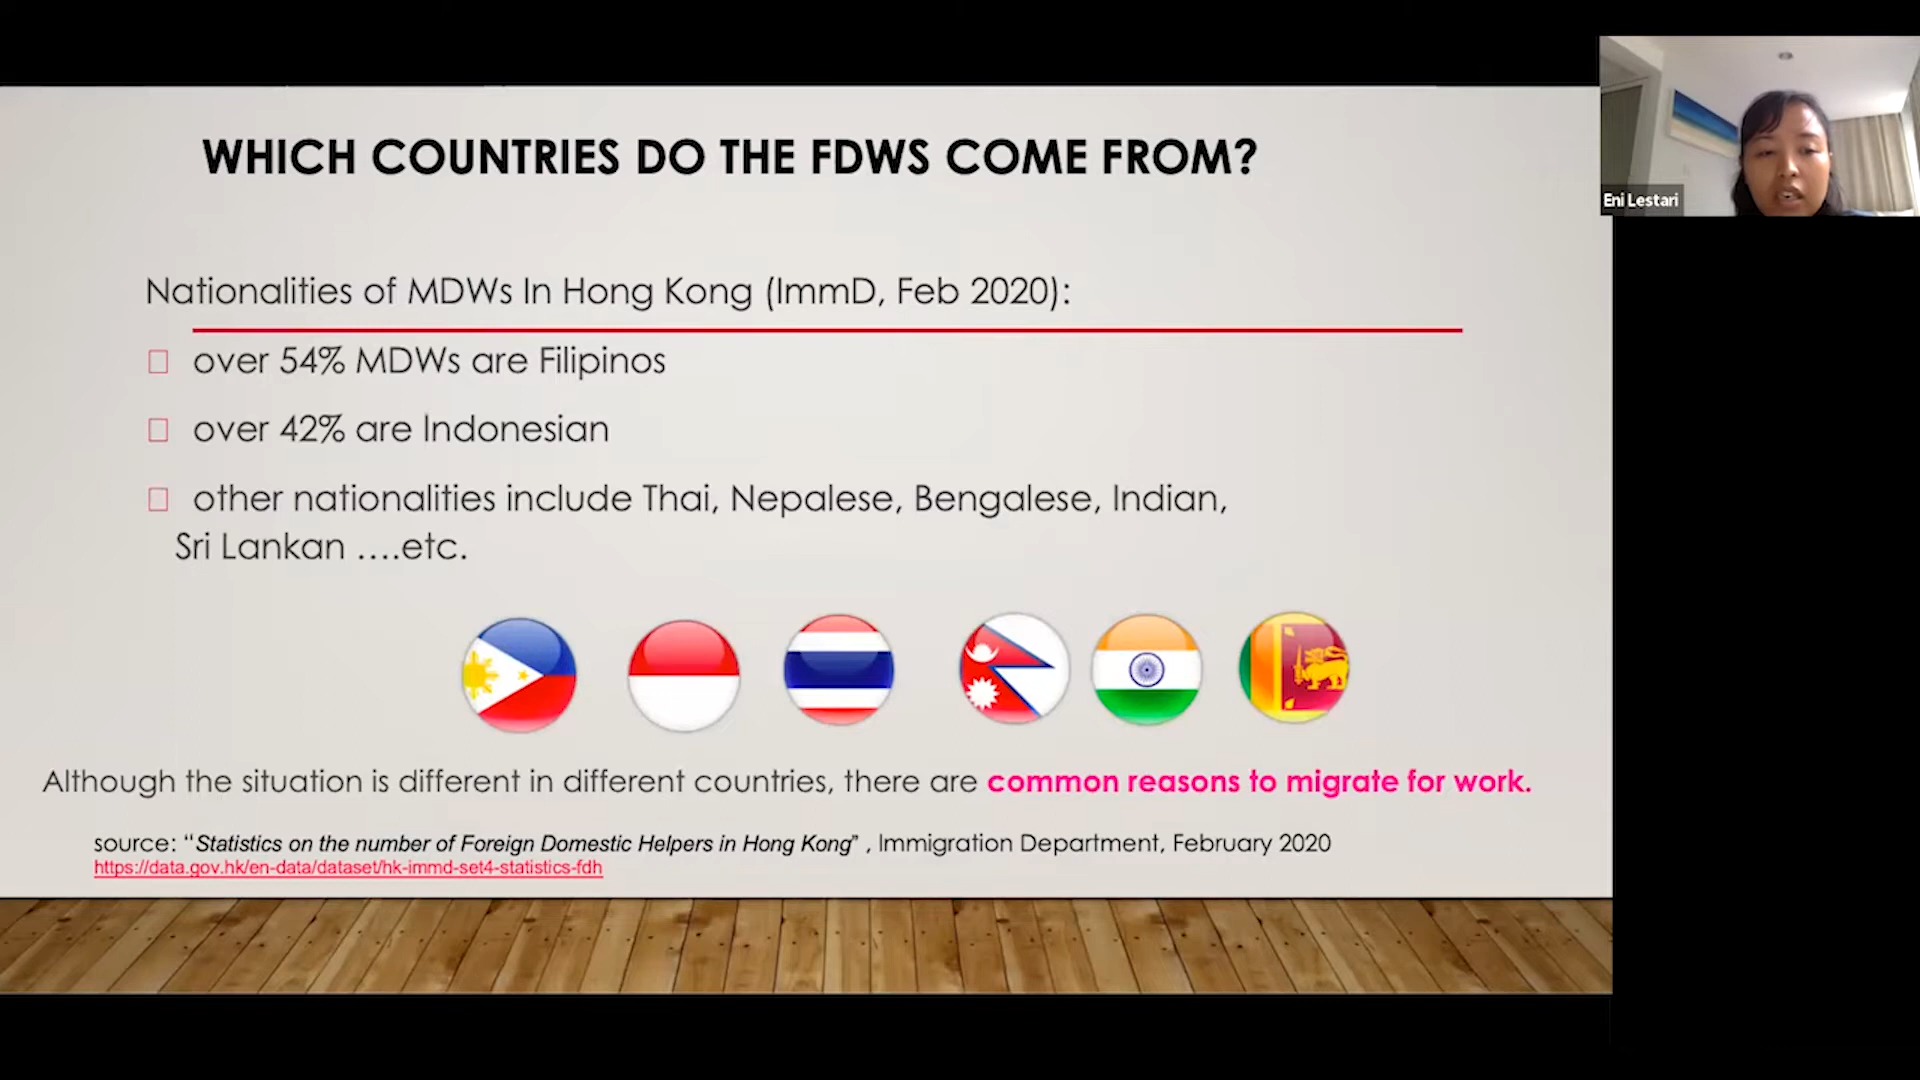 WHICH COUNTRIES DO THE FDWS COME FROM?
Eni Lestari
Nationalities of MDWs In Hong Kong (ImmD, Feb 2020):
over 54% MDWs are Filipinos
over 42% are Indonesian
other nationalities include Thai, Nepalese, Bengalese, Indian,
Sri Lankan ....etc.
Although the situation is different in different countries, there are common reasons to migrate for work.
source: “Statistics on the number of Foreign Domestic Helpers in Hong Kong” , Immigration Department, February 2020
https://data.gov.hk/en-data/dataset/hk-immd-set4-statistics-fdh